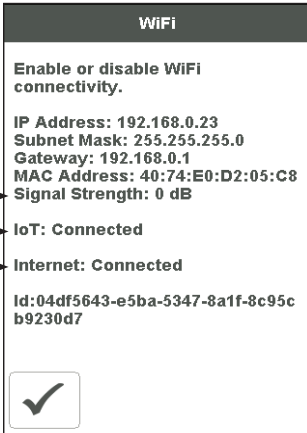 WiFi
Enable or disable WiFi
connectivity.
IP Address: 192.168.0.23
Subnet Mask: 255.255.255.0
Gateway: 192.168.0.1
MAC Address: 40:74:E0:D2:05:C8
Signal Strength: 0 dB
IoT: Connected
Internet: Connected
Id:04df5643-e5ba-5347-8a1f-8c95c
b9230d7